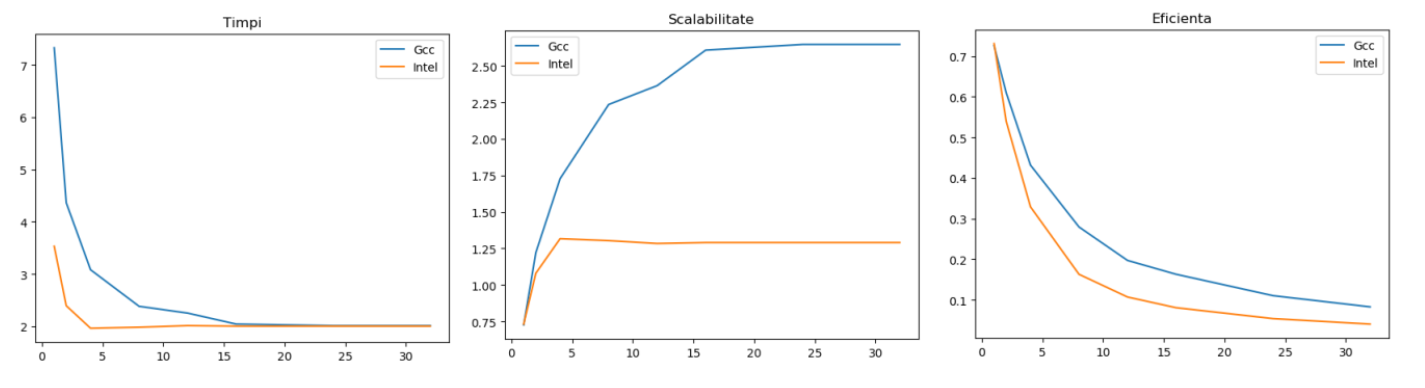 Timpi
Gcc
Intel
7
6
5
4
3
2
0 5 10 15 20 25 30
Scalabilitate
Gcc
Intel
2.50
2.25
2.00
1.75
1.50
1.25
1.00
0.75
0 5 10 15 20 25 30
Eficienta
Gcc
Intel
0.7
0.6
0.5
0.4
0.3
0.2
0.1
0 5 10 15 20 25 30